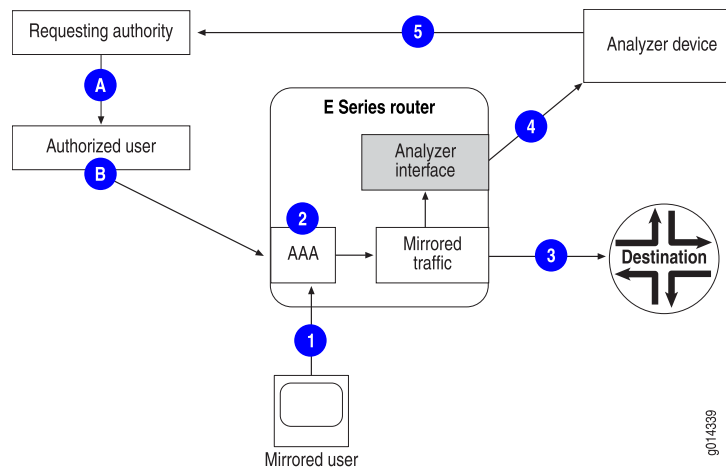 Requesting authority
5
Analyzer device
A
E Series router
4
Authorized user
Analyzer
interface
B
2
AAA
Mirrored
traffic
3
Destination
1
Mirrored user
g014339